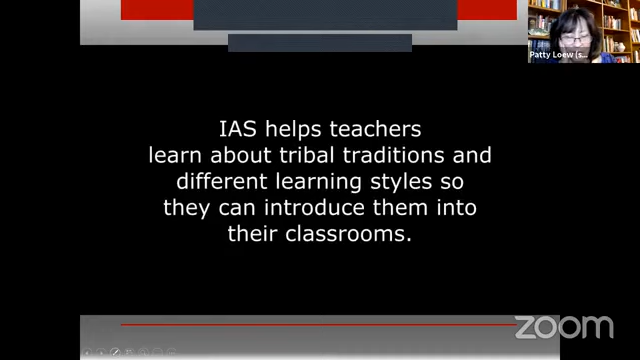 Patty Loew (s...
IAS helps teachers
learn about tribal traditions and
different learning styles so
they can introduce them into
their classrooms.
zoom